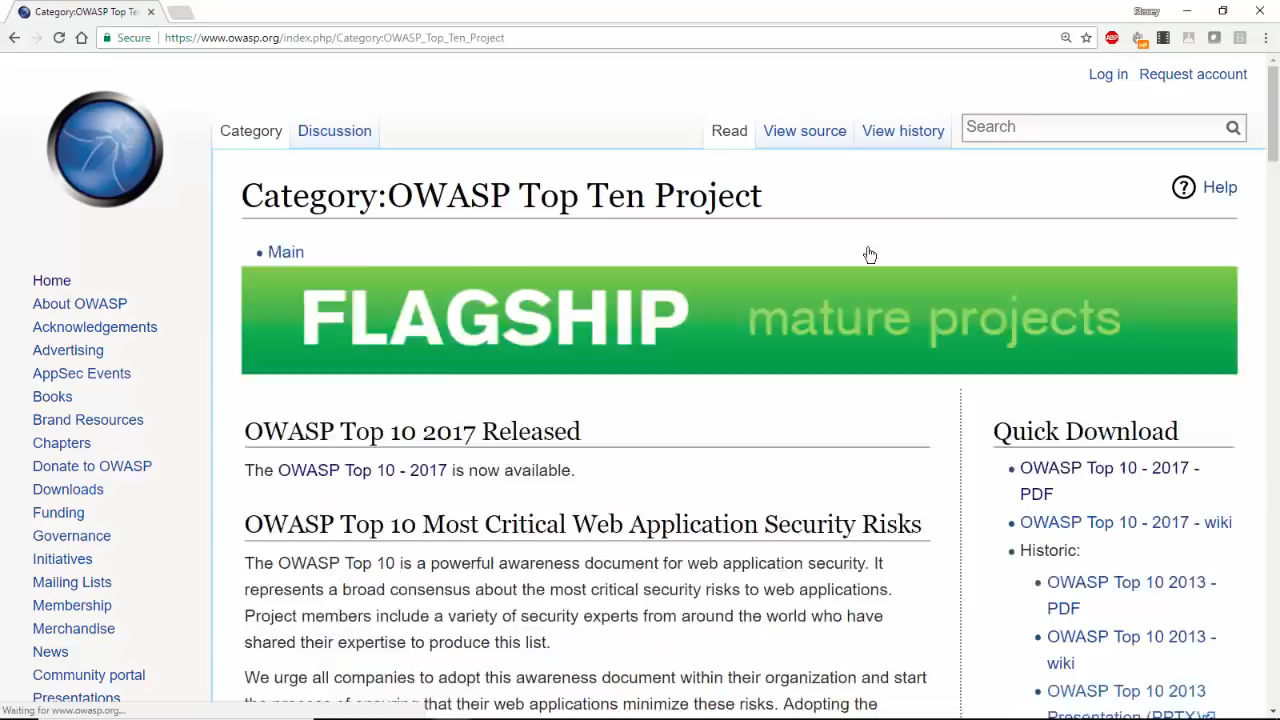 Category:OWASP Top Te
Stacey
Secure
https://www.owasp.org/index.php/Category:OWASP_Top_Ten_Project
ABP
off
Log in
Request account
Category
Discussion
Read
View source
View history
Search
Category:OWASP Top Ten Project
Help
Main
FLAGSHIP mature projects
Home
About OWASP
Acknowledgements
Advertising
AppSec Events
Books
Brand Resources
Chapters
Donate to OWASP
Downloads
Funding
Governance
Initiatives
Mailing Lists
Membership
Merchandise
News
Community portal
Presentations
OWASP Top 10 2017 Released
The OWASP Top 10 - 2017 is now available.
OWASP Top 10 Most Critical Web Application Security Risks
The OWASP Top 10 is a powerful awareness document for web application security. It
represents a broad consensus about the most critical security risks to web applications.
Project members include a variety of security experts from around the world who have
shared their expertise to produce this list.
We urge all companies to adopt this awareness document within their organization and start
the process of ensuring that their web applications minimize these risks. Adopting the
Quick Download
OWASP Top 10 - 2017 -
PDF
OWASP Top 10 - 2017 - wiki
Historic:
OWASP Top 10 2013 -
PDF
OWASP Top 10 2013 -
wiki
OWASP Top 10 2013
Presentation (PPTX)
Waiting for www.owasp.org...